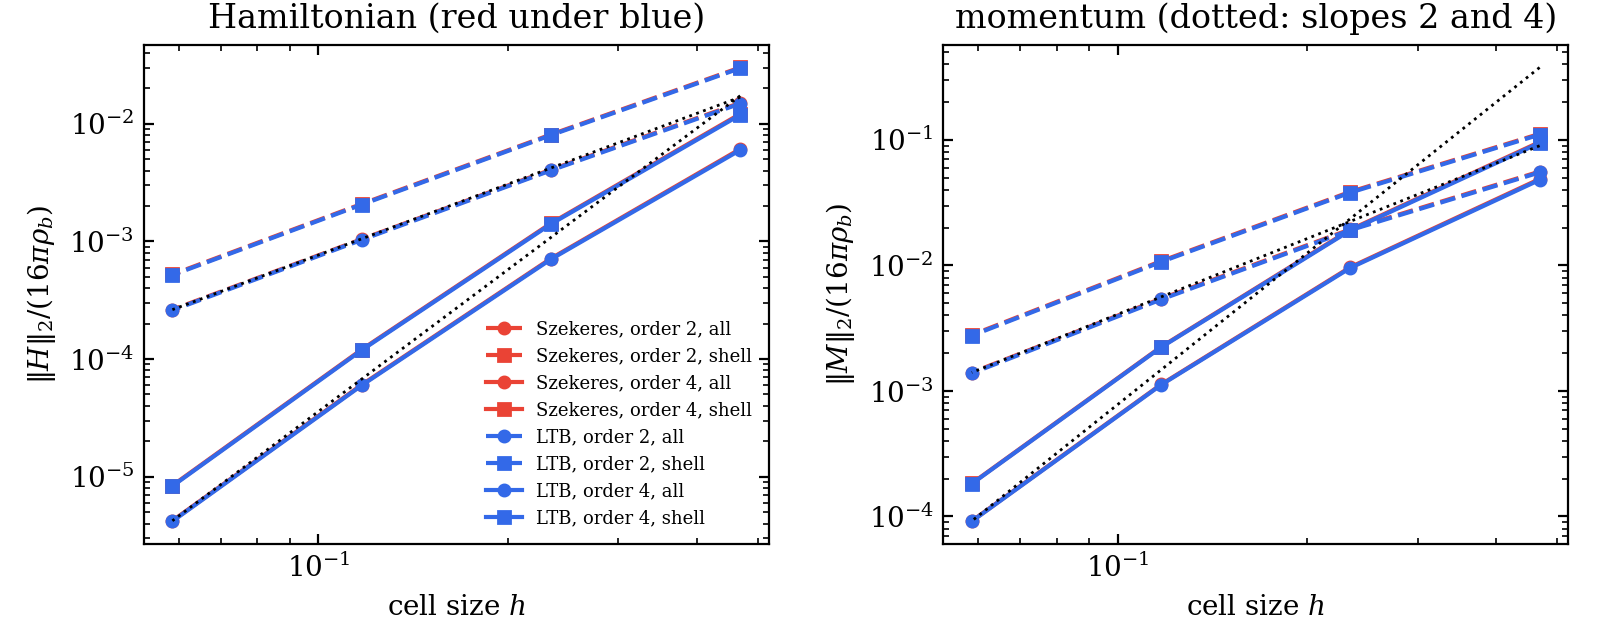 Hamiltonian (red under blue)
10⁻²
10⁻³
10⁻⁴
10⁻⁵
‖H‖₂/(16πρ_b)
Szekeres, order 2, all
Szekeres, order 2, shell
Szekeres, order 4, all
Szekeres, order 4, shell
LTB, order 2, all
LTB, order 2, shell
LTB, order 4, all
LTB, order 4, shell
10⁻¹
cell size h
momentum (dotted: slopes 2 and 4)
10⁻¹
10⁻²
10⁻³
10⁻⁴
‖M‖₂/(16πρ_b)
10⁻¹
cell size h